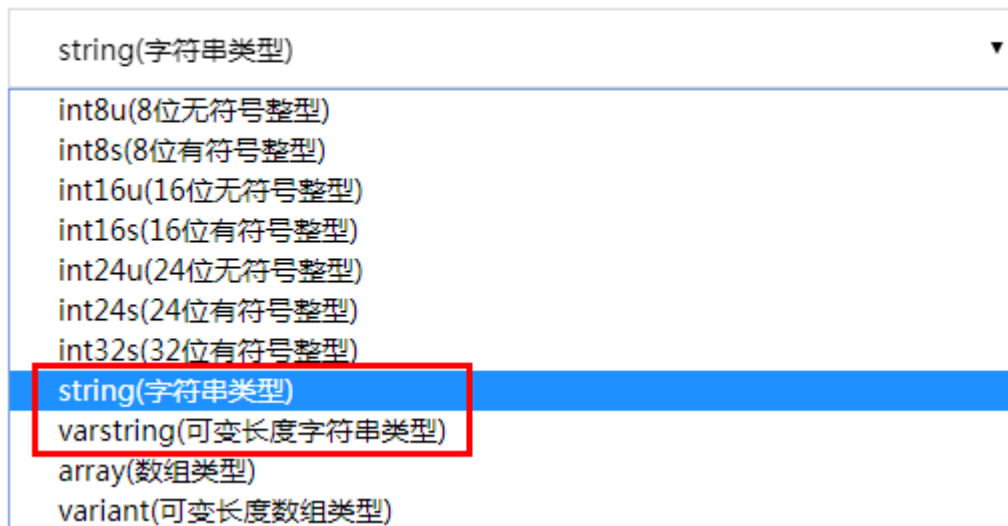 string(字符串类型)
int8u(8位无符号整型)
int8s(8位有符号整型)
int16u(16位无符号整型)
int16s(16位有符号整型)
int24u(24位无符号整型)
int24s(24位有符号整型)
int32s(32位有符号整型)
string(字符串类型)
varstring(可变长度字符串类型)
array(数组类型)
variant(可变长度数组类型)